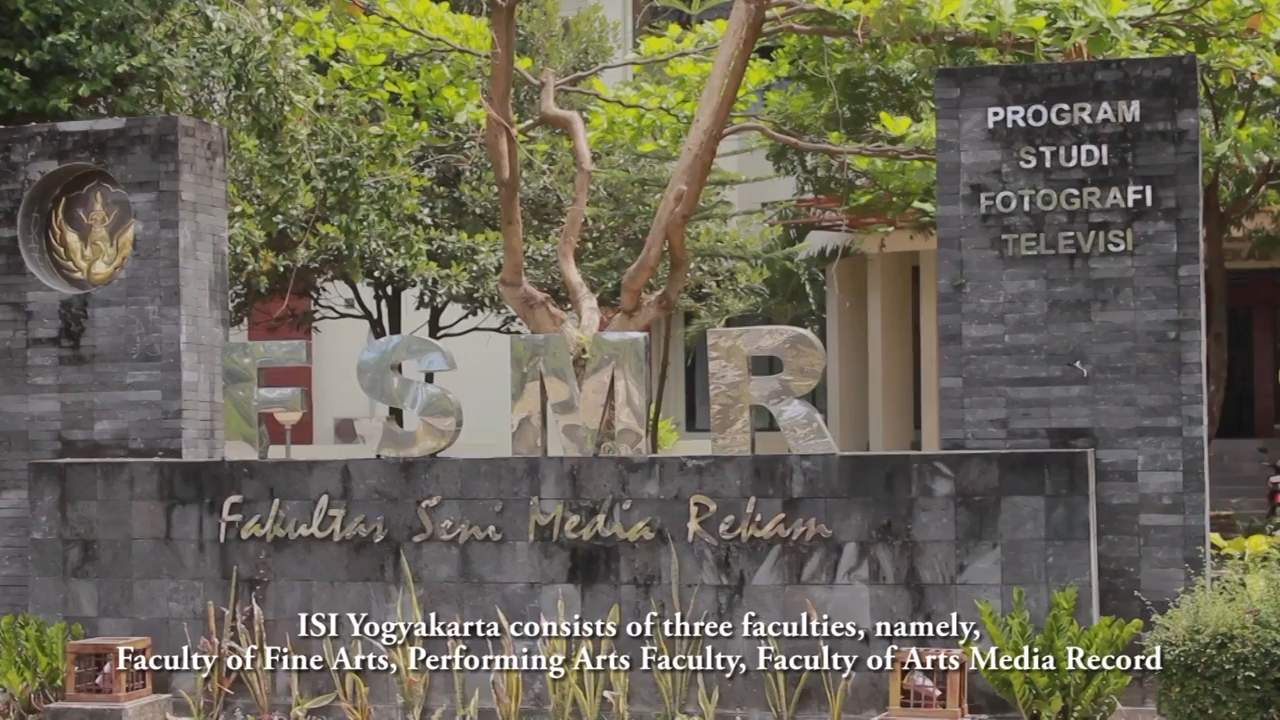 PROGRAM
STUDI
FOTOGRAFI
TELEVISI
FSMR
Fakultas Seni Media Rekam
ISI Yogyakarta consists of three faculties, namely,
Faculty of Fine Arts, Performing Arts Faculty, Faculty of Arts Media Record